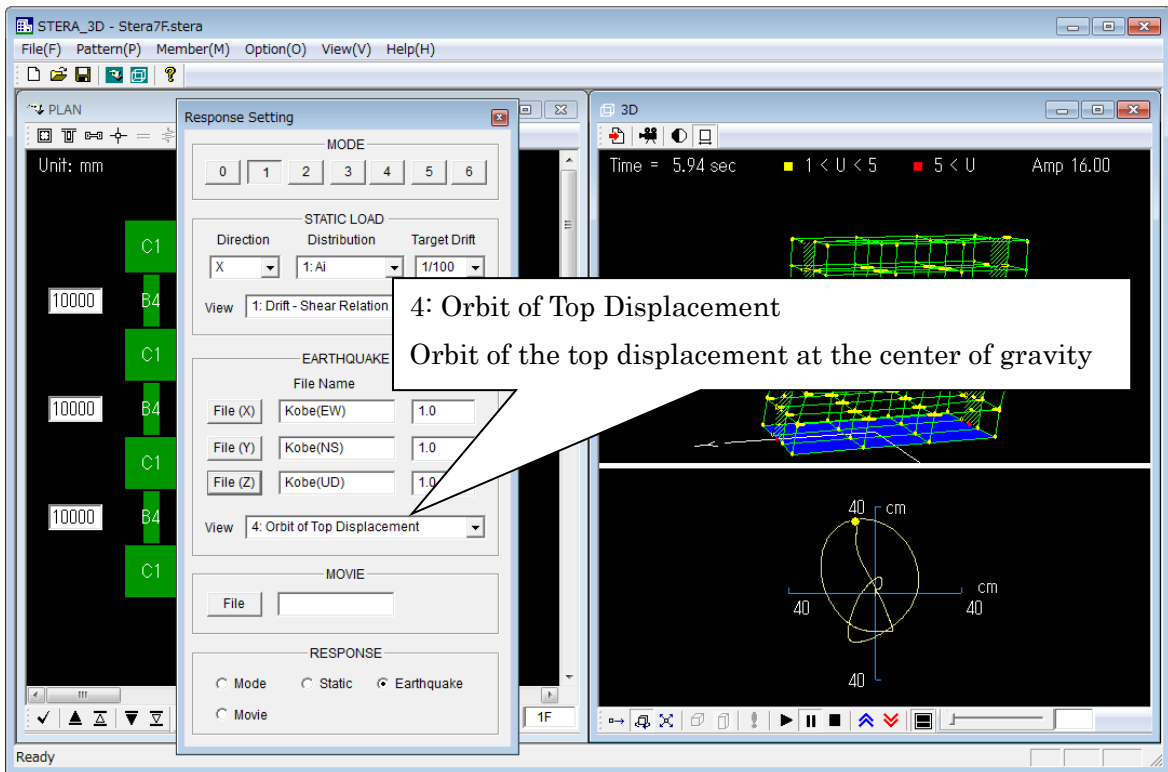 STERA_3D - Stera7F.stera
File(F) Pattern(P) Member(M) Option(O) View(V) Help(H)
PLAN
Unit: mm
C1
10000 B4
C1
10000 B4
C1
10000 B4
C1
1F
Response Setting
MODE
0 1 2 3 4 5 6
STATIC LOAD
Direction Distribution Target Drift
X 1: Ai 1/100
View 1: Drift - Shear Relation
EARTHQUAKE
File Name
File (X) Kobe(EW) 1.0
File (Y) Kobe(NS) 1.0
File (Z) Kobe(UD) 1.0
View 4: Orbit of Top Displacement
MOVIE
File
RESPONSE
Mode Static Earthquake
Movie
4: Orbit of Top Displacement
Orbit of the top displacement at the center of gravity
3D
Time = 5.94 sec 1 < U < 5 5 < U Amp 16.00
40 cm
cm
40 40
40
Ready